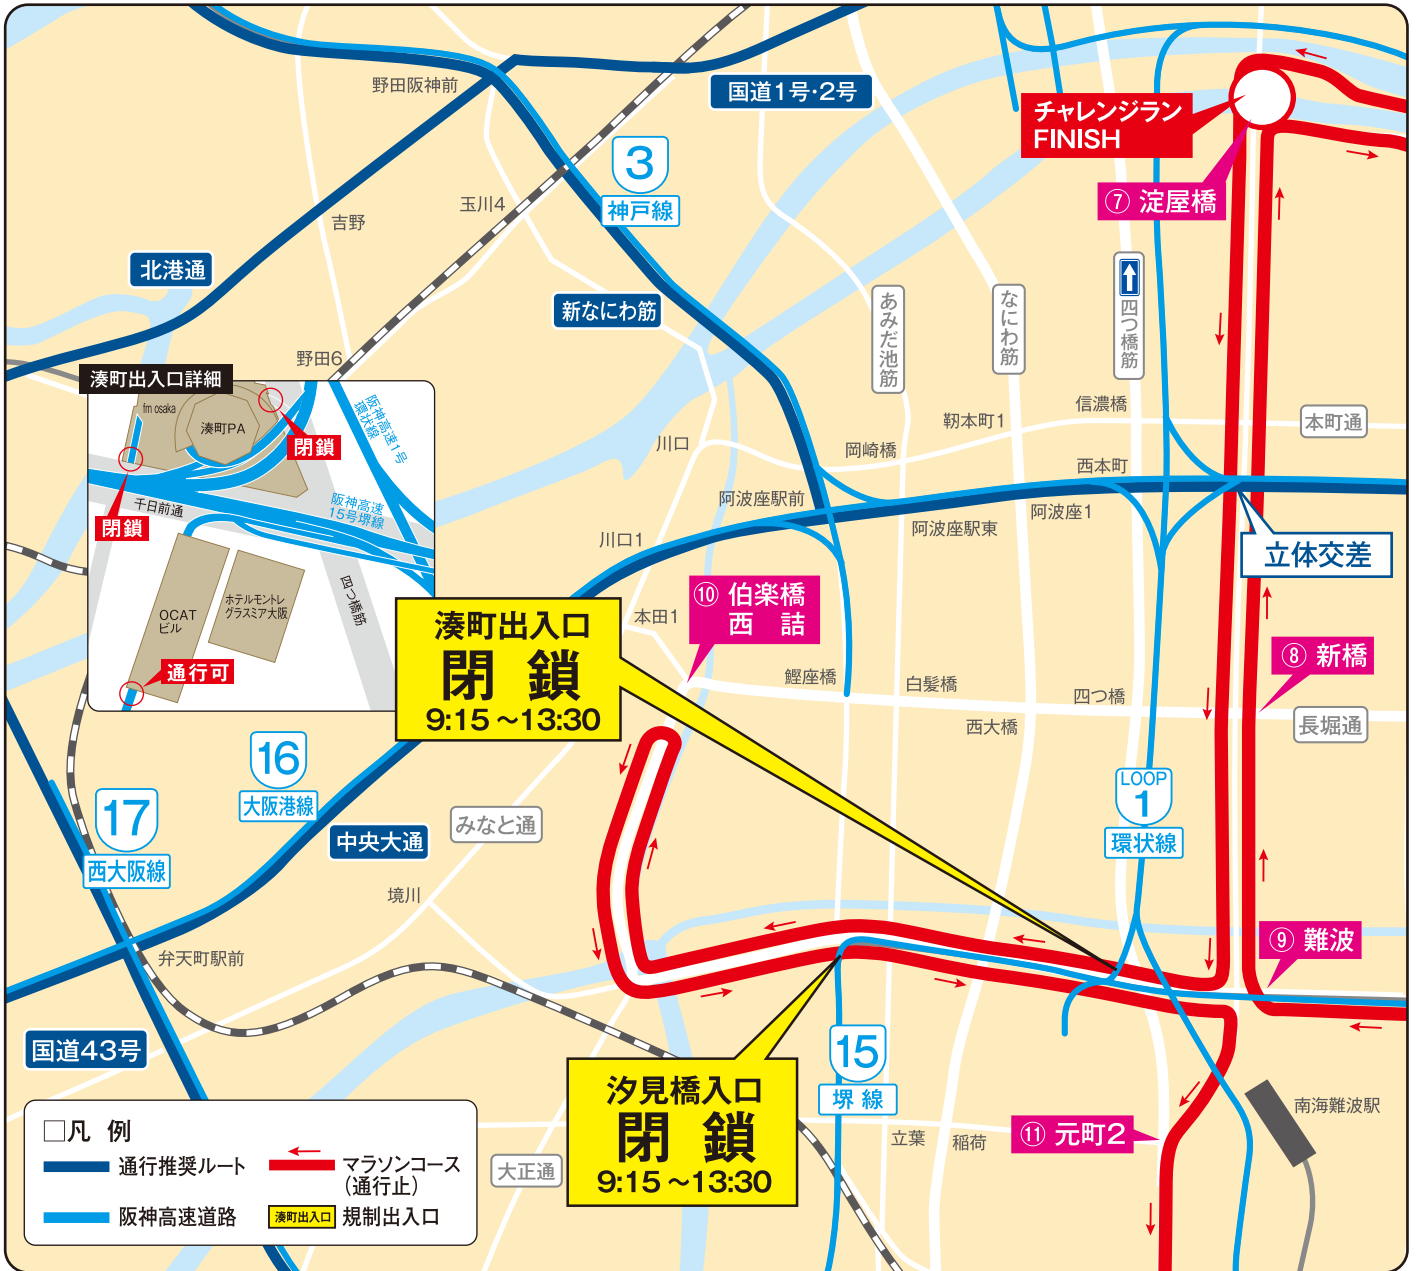 野田阪神前
国道1号・2号
チャレンジラン
FINISH
3
神戸線
⑦ 淀屋橋
玉川4
吉野
北港通
新なにわ筋
あみだ池筋
なにわ筋
四つ橋筋
野田6
湊町出入口詳細
fm osaka
湊町PA
閉鎖
阪神高速1号
環状線
閉鎖
千日前通
阪神高速
15号堺線
OCAT
ビル
ホテルモントレ
グラスミア大阪
四つ橋筋
通行可
信濃橋
靭本町1
本町通
川口
岡崎橋
西本町
阿波座駅前
阿波座1
阿波座駅東
川口1
立体交差
⑩ 伯楽橋
西 詰
本田1
湊町出入口
閉 鎖
9:15～13:30
⑧ 新橋
鰹座橋
白髪橋
四つ橋
西大橋
長堀通
16
大阪港線
17
西大阪線
中央大通
みなと通
LOOP
1
環状線
境川
弁天町駅前
⑨ 難波
国道43号
15
堺 線
汐見橋入口
閉 鎖
9:15～13:30
南海難波駅
⑪ 元町2
立葉
稲荷
大正通
□凡 例
通行推奨ルート
マラソンコース
(通行止)
阪神高速道路
湊町出入口
規制出入口